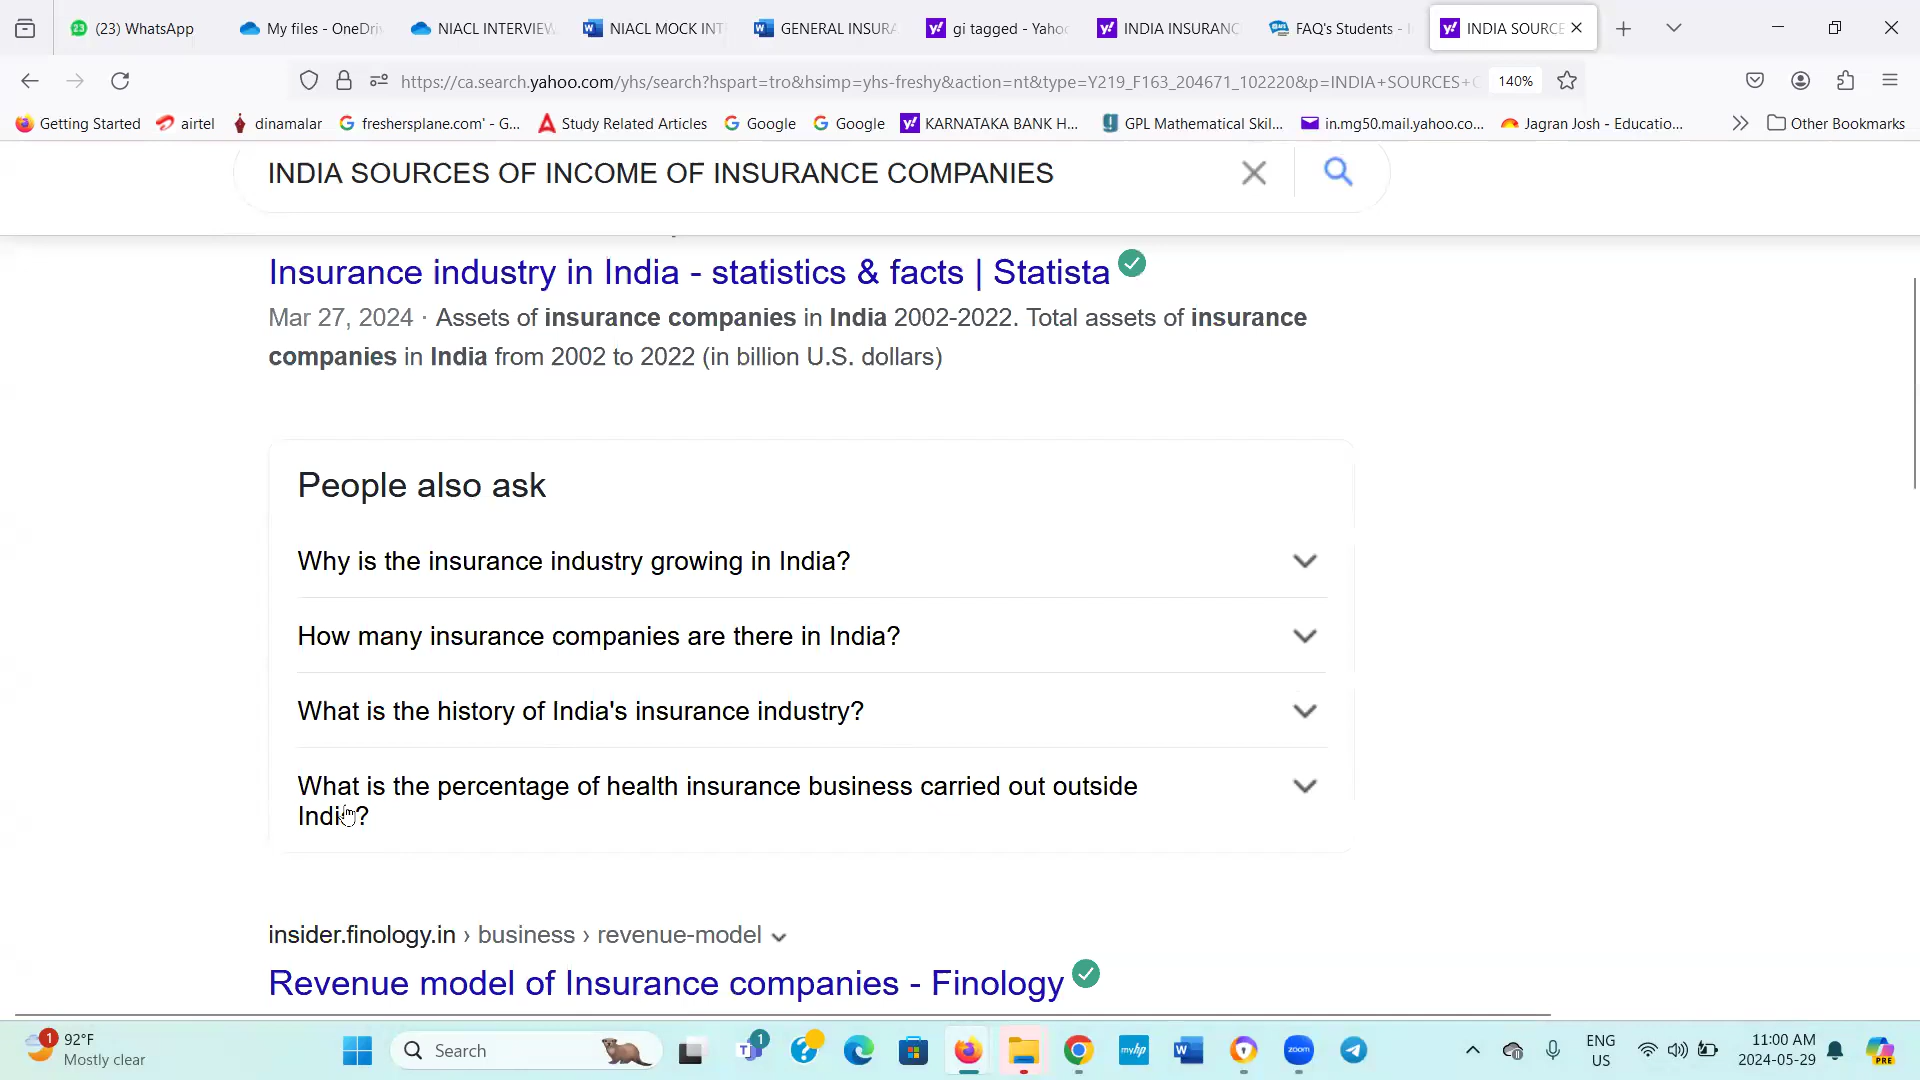 (23) WhatsApp
My files - OneDri
NIACL INTERVIEW
NIACL MOCK INT
GENERAL INSURA
gi tagged - Yaho
INDIA INSURANC
FAQ's Students -
INDIA SOURCE
https://ca.search.yahoo.com/yhs/search?hspart=tro&hsimp=yhs-freshy&action=nt&type=Y219_F163_204671_102220&p=INDIA+SOURCES+
140%
Getting Started
airtel
dinamalar
freshersplane.com' - G...
Study Related Articles
Google
Google
KARNATAKA BANK H...
GPL Mathematical Skil...
in.mg50.mail.yahoo.co...
Jagran Josh - Educatio...
Other Bookmarks
INDIA SOURCES OF INCOME OF INSURANCE COMPANIES
Insurance industry in India - statistics & facts | Statista
Mar 27, 2024 · Assets of insurance companies in India 2002-2022. Total assets of insurance
companies in India from 2002 to 2022 (in billion U.S. dollars)
People also ask
Why is the insurance industry growing in India?
How many insurance companies are there in India?
What is the history of India's insurance industry?
What is the percentage of health insurance business carried out outside
India?
insider.finology.in › business › revenue-model
Revenue model of Insurance companies - Finology
1
92°F
Mostly clear
Search
1
myhp
zoom
ENG
US
11:00 AM
2024-05-29
PRE